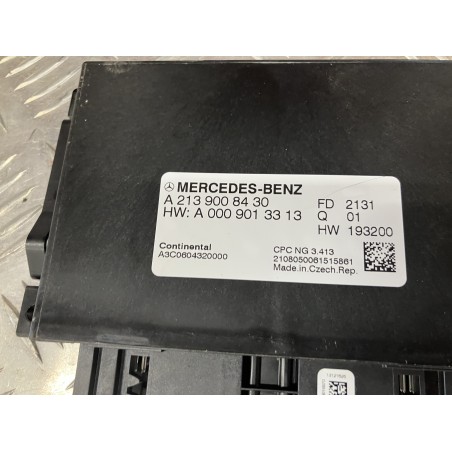 MERCEDES-BENZ
A 213 900 84 30
HW: A 000 901 33 13
FD 2131
Q 01
HW 193200
Continental
A3C0604320000
CPC NG 3.413
2108050061515861
Made in Czech Rep.